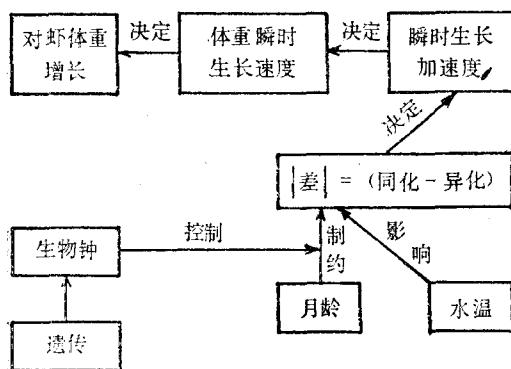 决定
决定
对虾体重
增长
体重瞬时
生长速度
瞬时生长
加速度
决定
|差| = (同化-异化)
控制
制
约
影
响
生物钟
月龄
水温
遗传